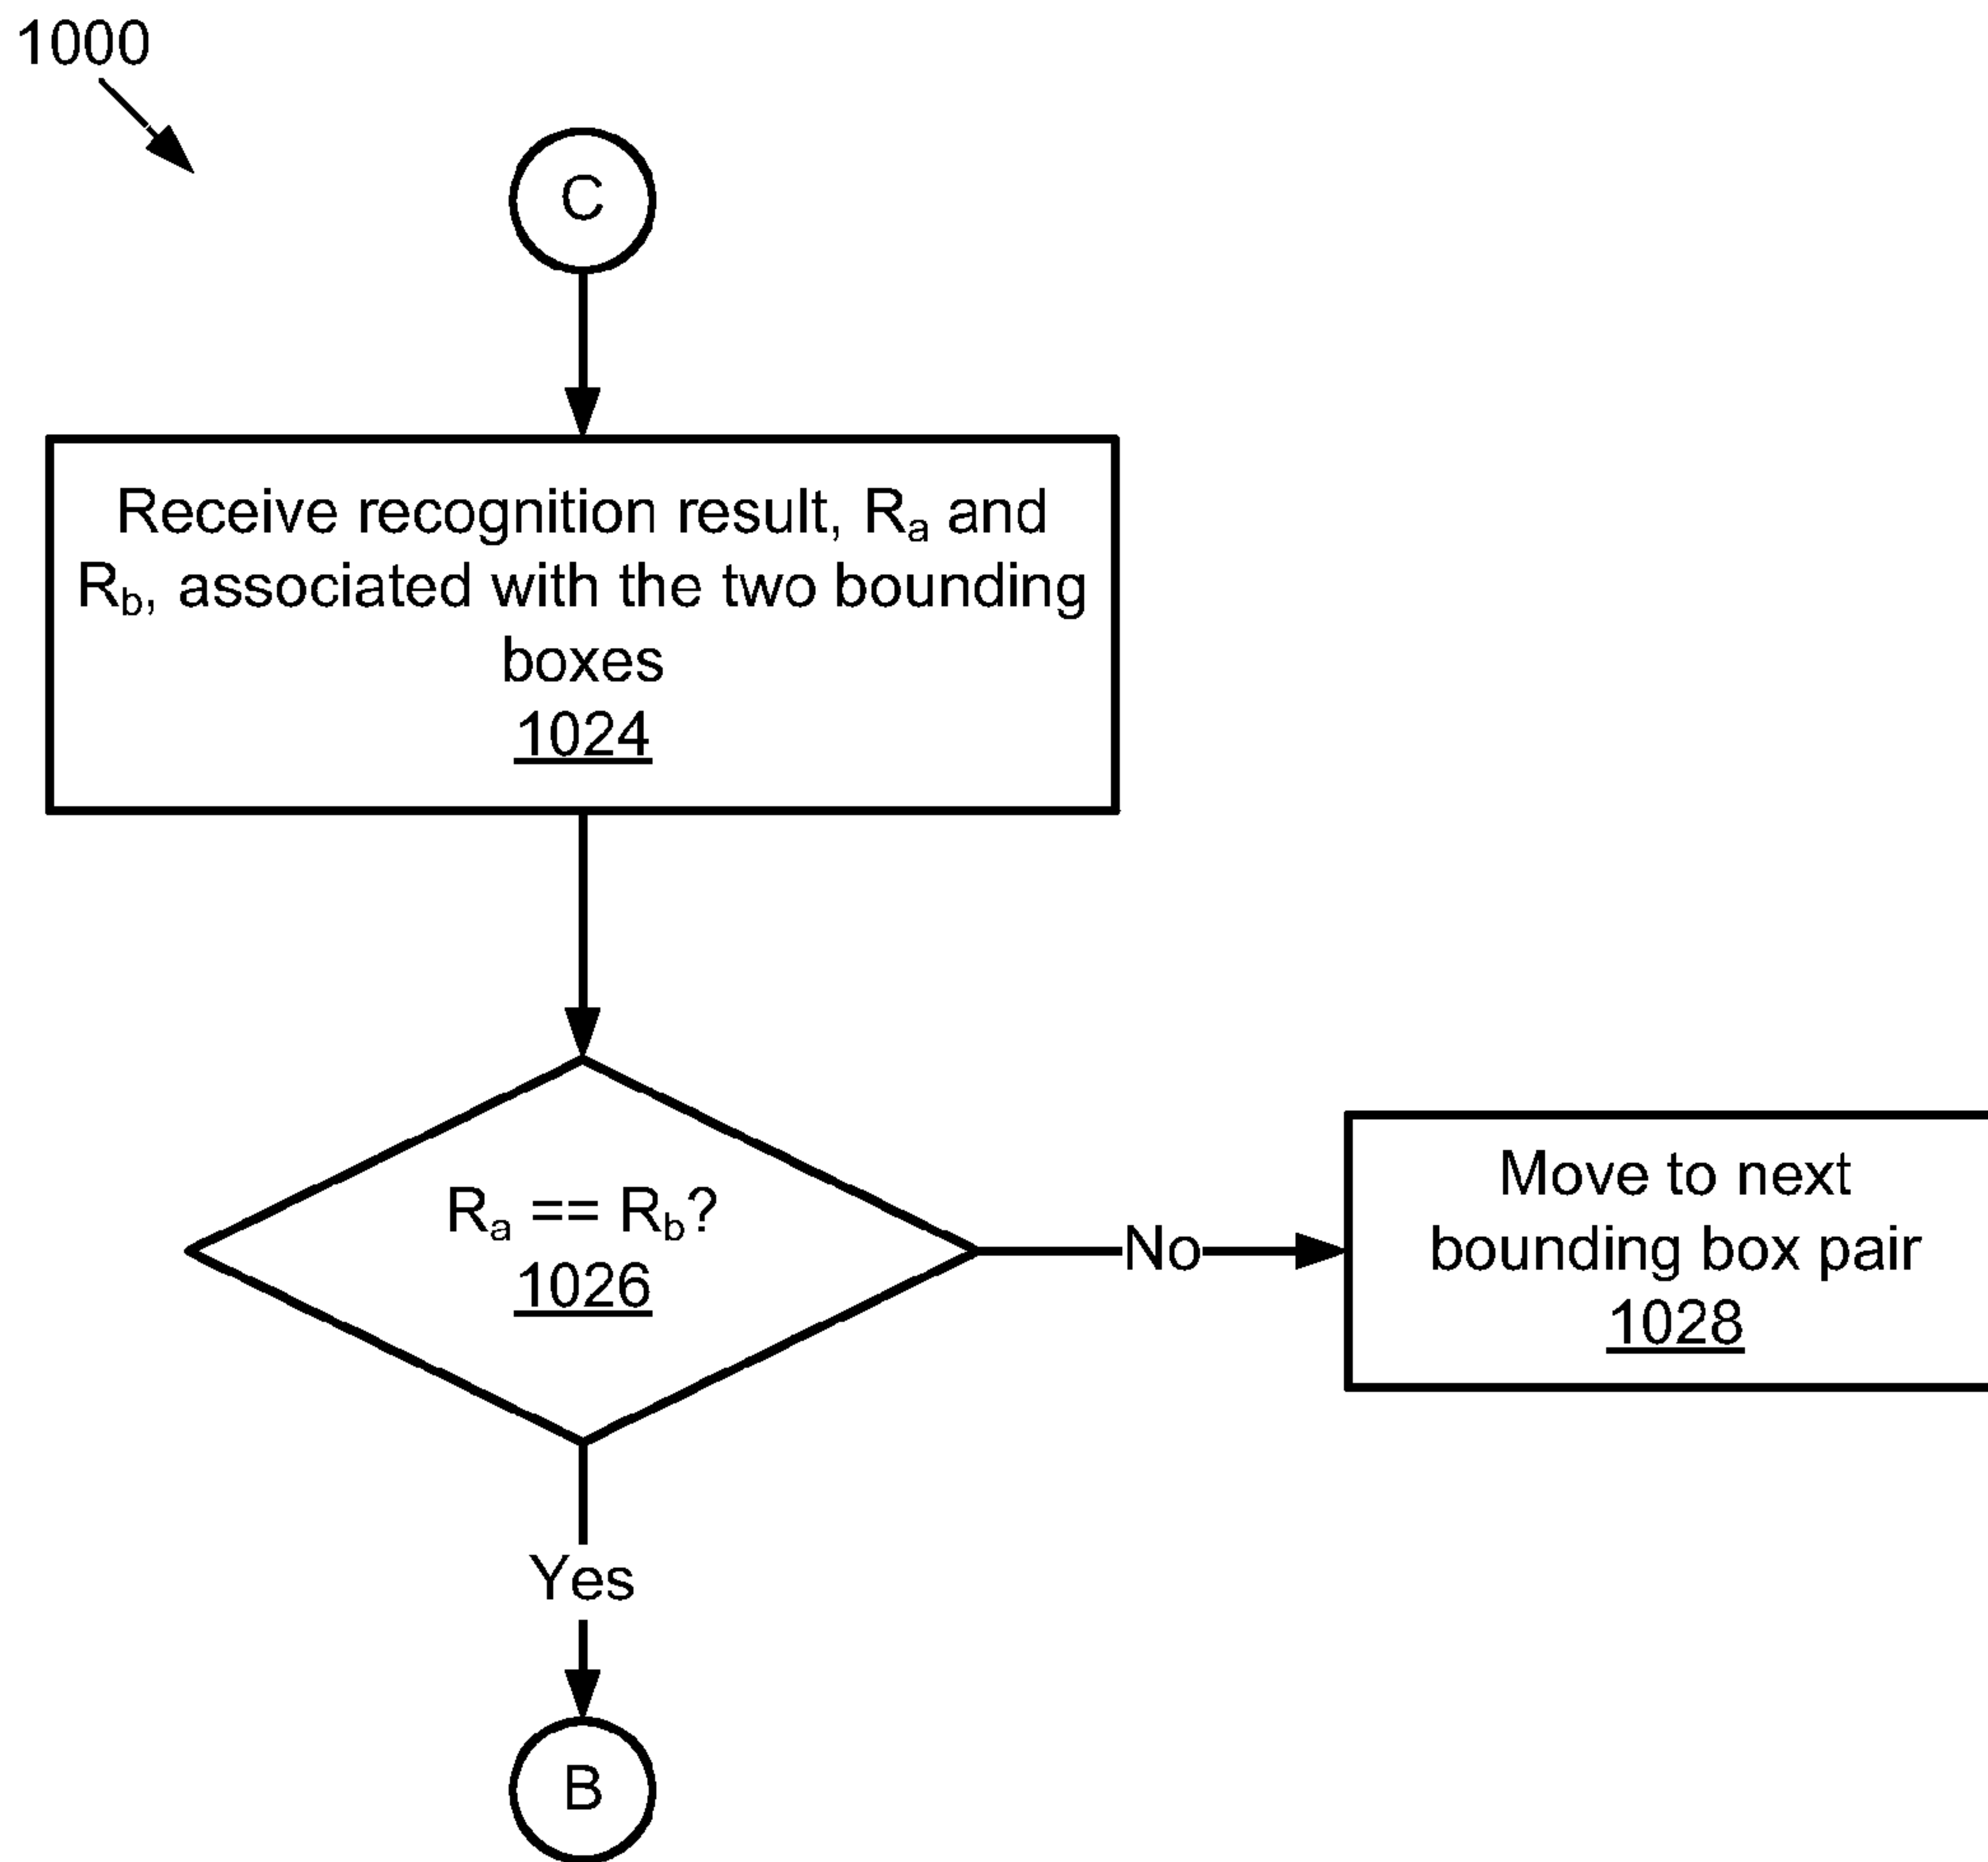 1000
C
Receive recognition result, Ra and
Rb, associated with the two bounding
boxes
1024
Ra == Rb?
1026
No
Move to next
bounding box pair
1028
Yes
B